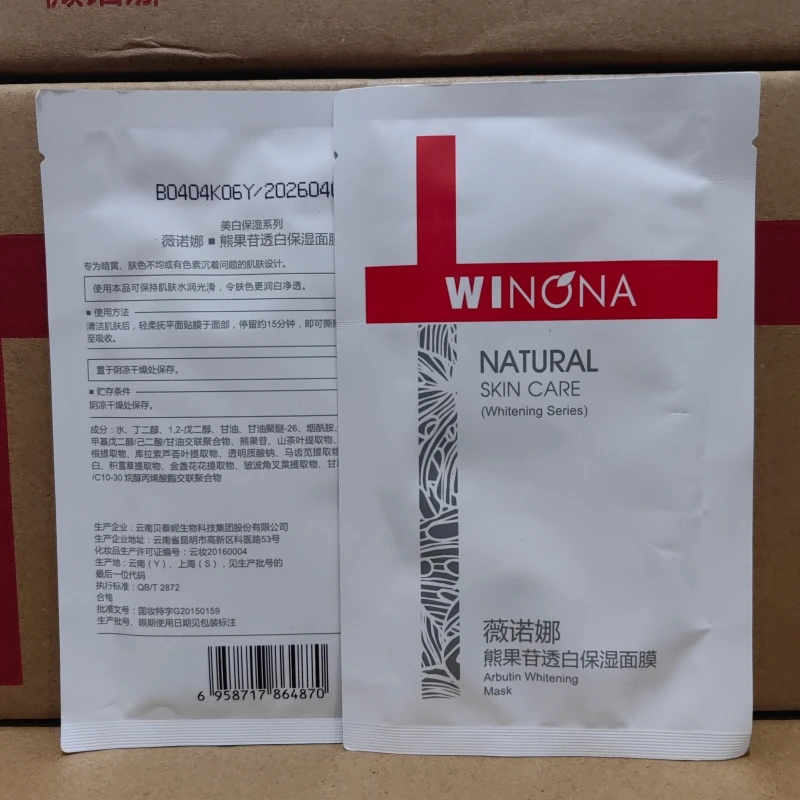 B0404K06Y/2026040
美白保湿系列
薇诺娜 ■ 熊果苷透白保湿面膜
专为暗黄、肤色不均或有色素沉着问题的肌肤设计。
使用本品可保持肌肤水润光滑，令肤色更润白净透。
■ 使用方法
清洁肌肤后，轻柔抚平面贴膜于面部，停留约15分钟，即可撕
至吸收。
置于阴凉干燥处保存。
■ 贮存条件
阴凉干燥处保存。
成分：水、丁二醇、1,2-戊二醇、甘油、甘油聚醚-26、烟酰胺、
甲基戊二醇/己二酸/甘油交联聚合物、熊果苷、山茶叶提取物、
根提取物、库拉索芦荟叶提取物、透明质酸钠、马齿苋提取物
白、积雪草提取物、金盏花花提取物、皱波角叉菜提取物、甘
/C10-30 烷醇丙烯酸酯交联聚合物
生产企业：云南贝泰妮生物科技集团股份有限公司
生产企业地址：云南省昆明市高新区科医路53号
化妆品生产许可证编号：云妆20160004
生产地：云南（Y）、上海（S），见生产批号的
最后一位代码
执行标准：QB/T 2872
合格
批准文号：国妆特字G20150159
生产批号、限期使用日期见包装标注
6 958717 864870
WINONA
NATURAL
SKIN CARE
(Whitening Series)
薇诺娜
熊果苷透白保湿面膜
Arbutin Whitening
Mask